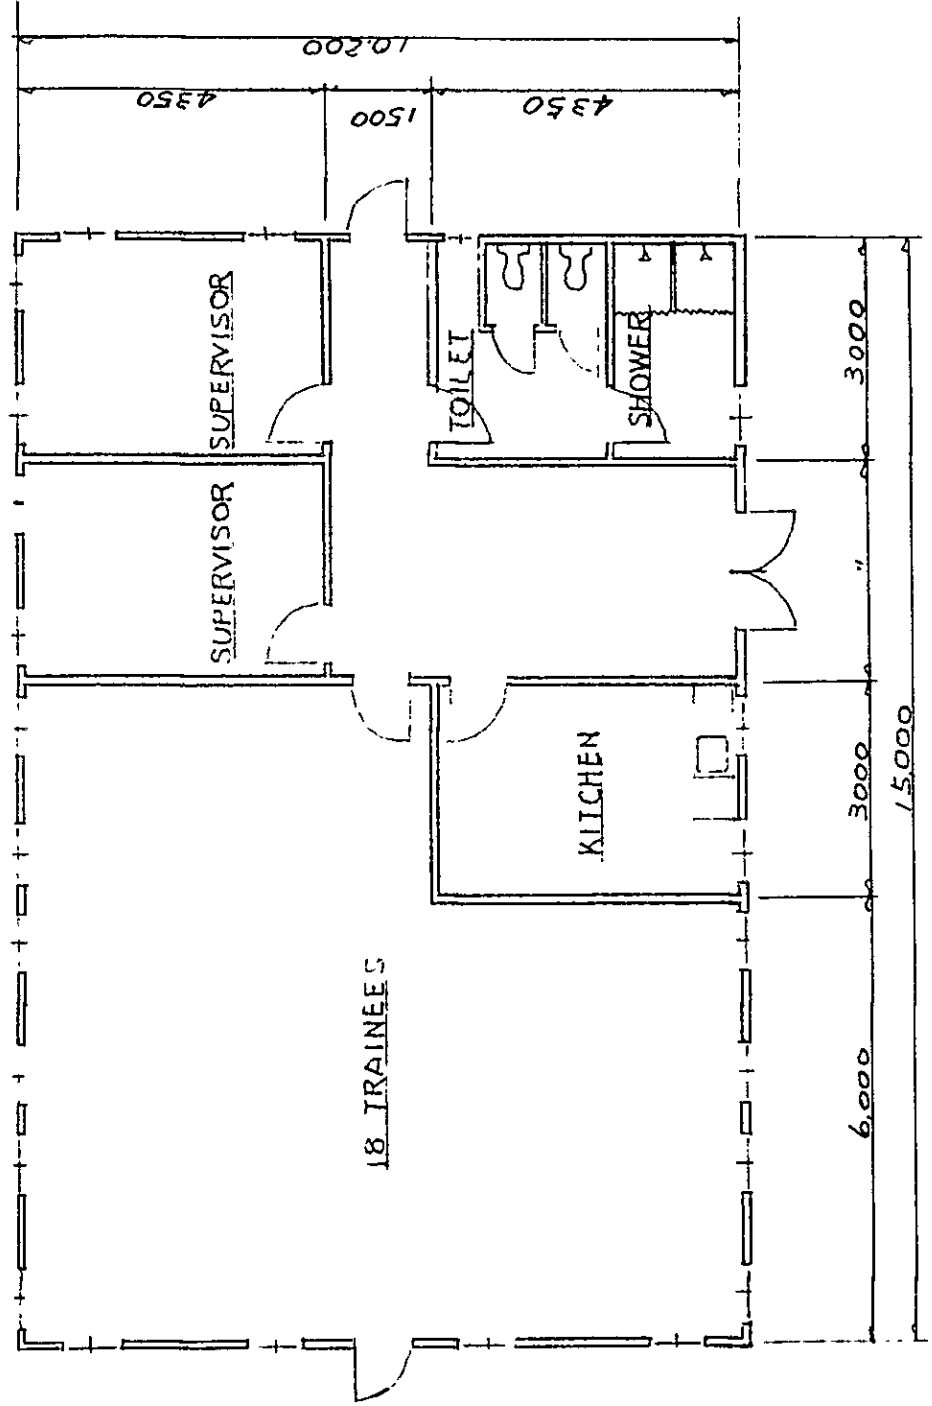 10.200
4350
1500
4350
SUPERVISOR
SUPERVISOR
TOILET
SHOWER
KITCHEN
18 TRAINEES
3000
"
3000
6.000
15.000